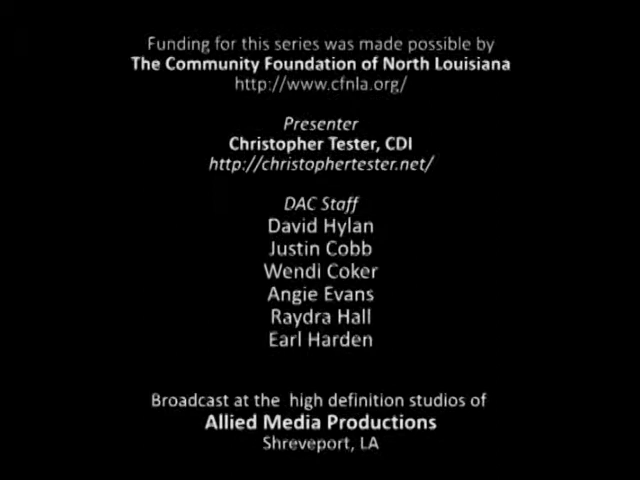 Funding for this series was made possible by
The Community Foundation of North Louisiana
http://www.cfnla.org/
Presenter
Christopher Tester, CDI
http://christophertester.net/
DAC Staff
David Hylan
Justin Cobb
Wendi Coker
Angie Evans
Raydra Hall
Earl Harden
Broadcast at the high definition studios of
Allied Media Productions
Shreveport, LA